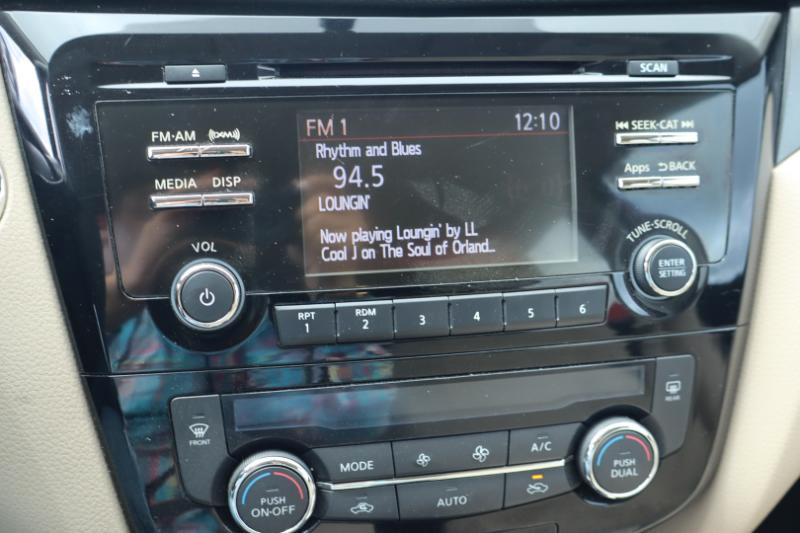 SCAN
FM·AM (((XM)))
FM 1 12:10
SEEK·CAT
Rhythm and Blues
94.5
Apps BACK
MEDIA DISP
LOUNGIN'
Now playing Loungin' by LL
Cool J on The Soul of Orland...
VOL
TUNE·SCROLL
ENTER
SETTING
RPT
1
RDM
2
3
4
5
6
FRONT
REAR
MODE
A/C
PUSH
ON·OFF
AUTO
PUSH
DUAL